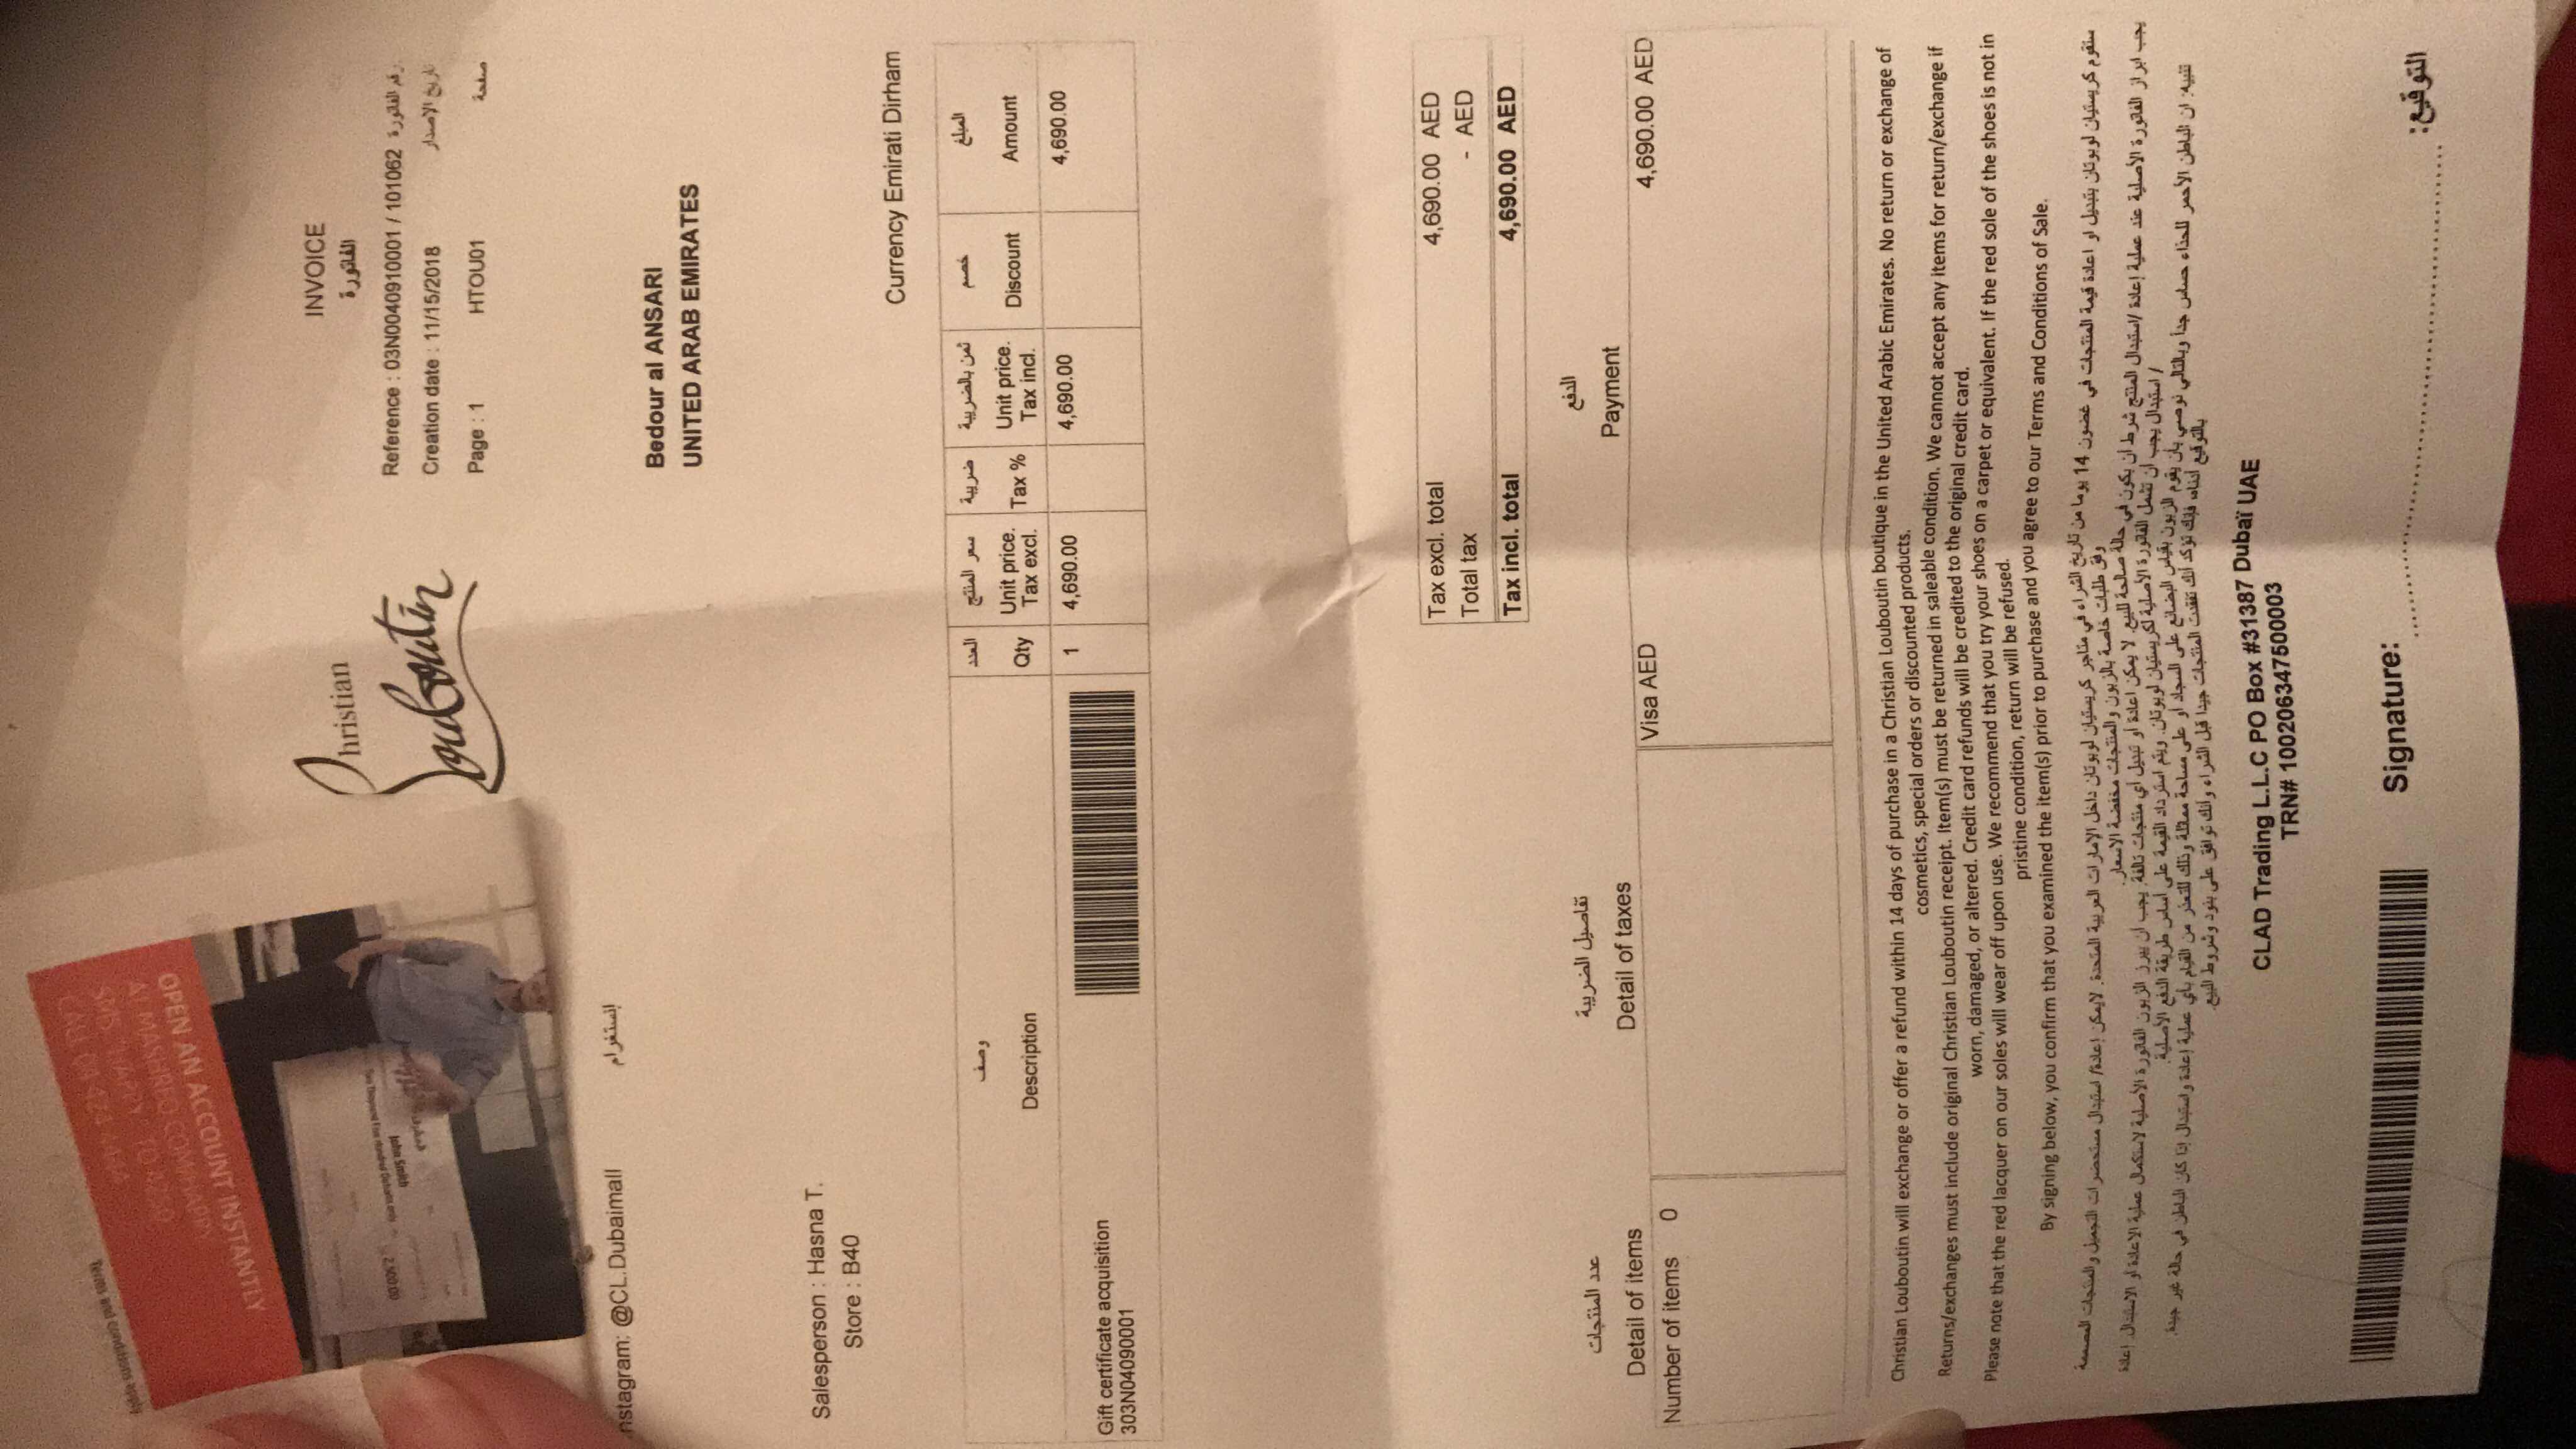 Terms and conditions apply
CALL 04 424 4444
TO 4250
AT MASHREQ.COM/HAPPY
OPEN AN ACCOUNT INSTANTLY
John Smith
2,500.00
Christian
Louboutin
INVOICE
الفاتورة
Reference : 03N0040910001 / 101062 رقم الفاتورة
Creation date : 11/15/2018 تاريخ الإصدار
Page : 1 HTOU01 صفحة
nstagram: @CL.Dubaimall إنستغرام
Bedour al ANSARI
UNITED ARAB EMIRATES
Salesperson : Hasna T.
Store : B40
Currency Emirati Dirham
وصف العدد سعر المنتج ضريبة ثمن بالضريبة خصم المبلغ
Description Qty Unit price. Tax excl. Tax % Unit price. Tax incl. Discount Amount
1 4,690.00 4,690.00 4,690.00
Gift certificate acquisition
303N04090001
Tax excl. total 4,690.00 AED
Total tax - AED
Tax incl. total 4,690.00 AED
عدد المنتجات تفاصيل الضريبة الدفع
Detail of items Detail of taxes Payment
Number of items 0 Visa AED 4,690.00 AED
Christian Louboutin will exchange or offer a refund within 14 days of purchase in a Christian Louboutin boutique in the United Arabic Emirates. No return or exchange of
cosmetics, special orders or discounted products.
Returns/exchanges must include original Christian Louboutin receipt. Item(s) must be returned in saleable condition. We cannot accept any items for return/exchange if
worn, damaged, or altered. Credit card refunds will be credited to the original credit card.
Please note that the red lacquer on our soles will wear off upon use. We recommend that you try your shoes on a carpet or equivalent. If the red sole of the shoes is not in
pristine condition, return will be refused.
By signing below, you confirm that you examined the item(s) prior to purchase and you agree to our Terms and Conditions of Sale.
ستقوم كريستيان لوبوتان بتبديل او اعادة قيمة المنتجات في غضون 14 يوما من تاريخ الشراء في متاجر كريستيان لوبوتان داخل الإمارات العربية المتحدة. لايمكن إعادة/ استبدال مستحضرات التجميل والمنتجات المصممة
وفق طلبات خاصة بالزبون والمنتجات مخفضة الاسعار.
يجب ابراز الفاتورة الأصلية عند عملية إعادة /استبدال المنتج شرط أن يكون في حالة صالحة للبيع. لا يمكن اعادة أو تبديل أي منتجات تالفة. يجب أن يبرز الزبون الفاتورة الأصلية لاستكمال عملية الاعادة أو الاستبدال. إعادة
/ استبدال يجب أن تشمل الفاتورة الأصلية لكريستيان لوبوتان. ويتم استرداد القيمة على أساس طريقة الدفع الأصلية.
تنبيه: ان الباطن الأحمر للحذاء حساس جداً وبالتالي نوصي بأن يقوم الزبون بقياس البضائع على السجاد أو على مساحة مماثلة وذلك للتعذر من القيام بأي عملية إعادة واستبدال إذا كان الباطن في حالة غير جيدة.
بالتوقيع أدناه، فإنك تؤكد أنك تفقدت المنتجات جيدا قبل الشراء وأنك توافق على بنود وشروط البيع.
CLAD Trading L.L.C PO Box #31387 Dubaï UAE
TRN# 100206347500003
Signature: التوقيع: